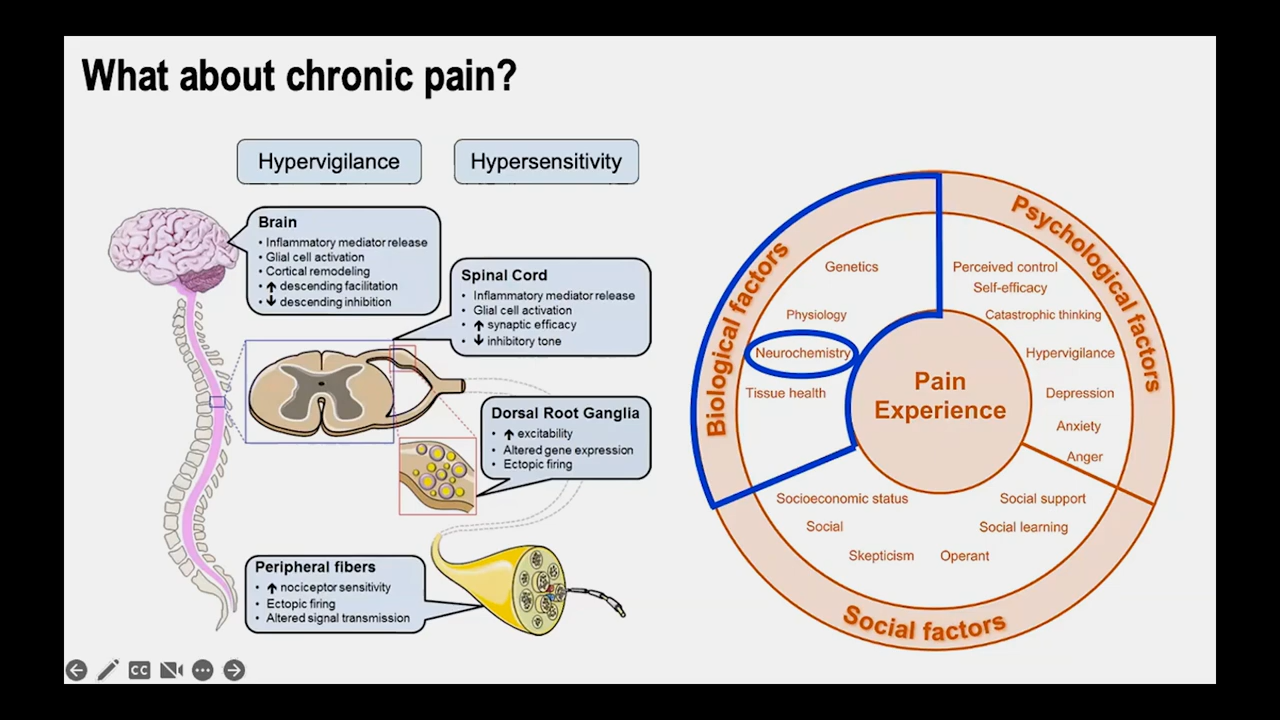 What about chronic pain?
Hypervigilance
Hypersensitivity
Brain
• Inflammatory mediator release
• Glial cell activation
• Cortical remodeling
• ↑ descending facilitation
• ↓ descending inhibition
Spinal Cord
• Inflammatory mediator release
• Glial cell activation
• ↑ synaptic efficacy
• ↓ inhibitory tone
Dorsal Root Ganglia
• ↑ excitability
• Altered gene expression
• Ectopic firing
Peripheral fibers
• ↑ nociceptor sensitivity
• Ectopic firing
• Altered signal transmission
Biological factors
Genetics
Physiology
Neurochemistry
Tissue health
Psychological factors
Perceived control
Self-efficacy
Catastrophic thinking
Hypervigilance
Depression
Anxiety
Anger
Pain
Experience
Socioeconomic status
Social support
Social
Social learning
Skepticism
Operant
Social factors
CC